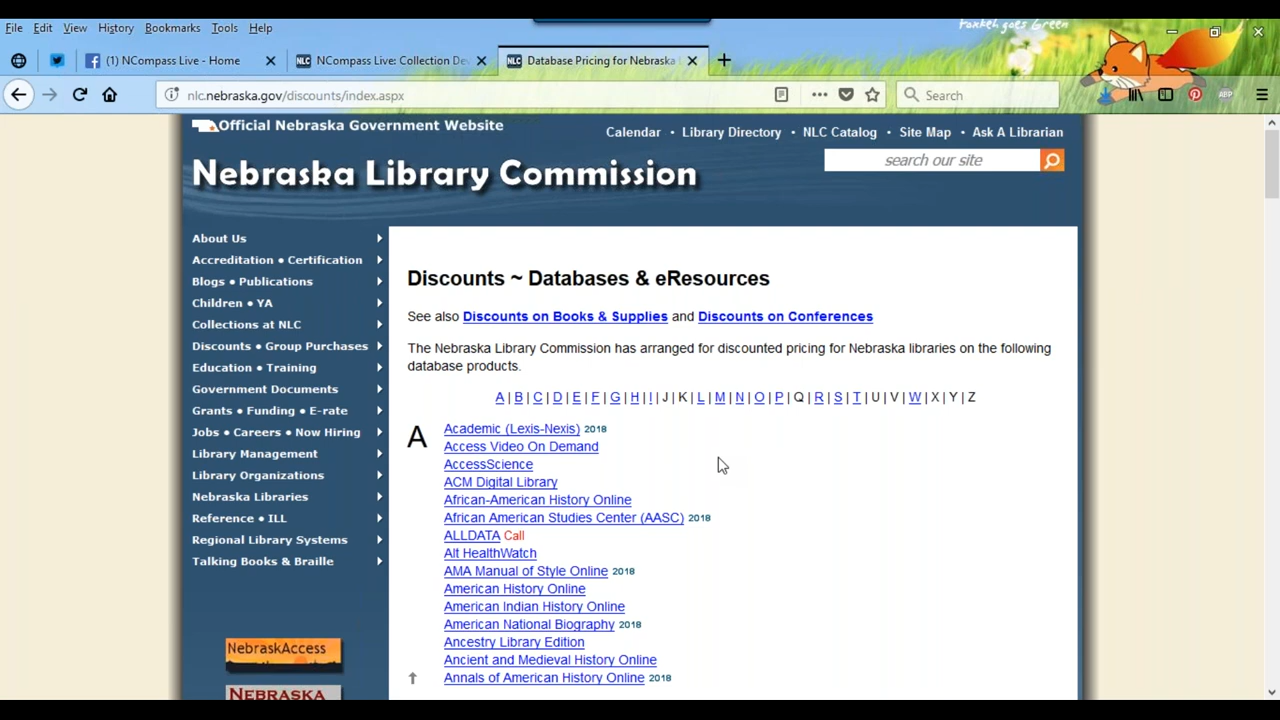 Foxkeh goes Green
File Edit View History Bookmarks Tools Help
(1) NCompass Live - Home
NLC NCompass Live: Collection De
NLC Database Pricing for Nebraska
nlc.nebraska.gov/discounts/index.aspx
Search
ABP
Official Nebraska Government Website
Calendar • Library Directory • NLC Catalog • Site Map • Ask A Librarian
Nebraska Library Commission
search our site
About Us
Accreditation • Certification
Blogs • Publications
Children • YA
Collections at NLC
Discounts • Group Purchases
Education • Training
Government Documents
Grants • Funding • E-rate
Jobs • Careers • Now Hiring
Library Management
Library Organizations
Nebraska Libraries
Reference • ILL
Regional Library Systems
Talking Books & Braille
NebraskAccess
NEBRASKA
Discounts ~ Databases & eResources
See also Discounts on Books & Supplies and Discounts on Conferences
The Nebraska Library Commission has arranged for discounted pricing for Nebraska libraries on the following
database products.
A | B | C | D | E | F | G | H | I | J | K | L | M | N | O | P | Q | R | S | T | U | V | W | X | Y | Z
A
Academic (Lexis-Nexis) 2018
Access Video On Demand
AccessScience
ACM Digital Library
African-American History Online
African American Studies Center (AASC) 2018
ALLDATA Call
Alt HealthWatch
AMA Manual of Style Online 2018
American History Online
American Indian History Online
American National Biography 2018
Ancestry Library Edition
Ancient and Medieval History Online
Annals of American History Online 2018